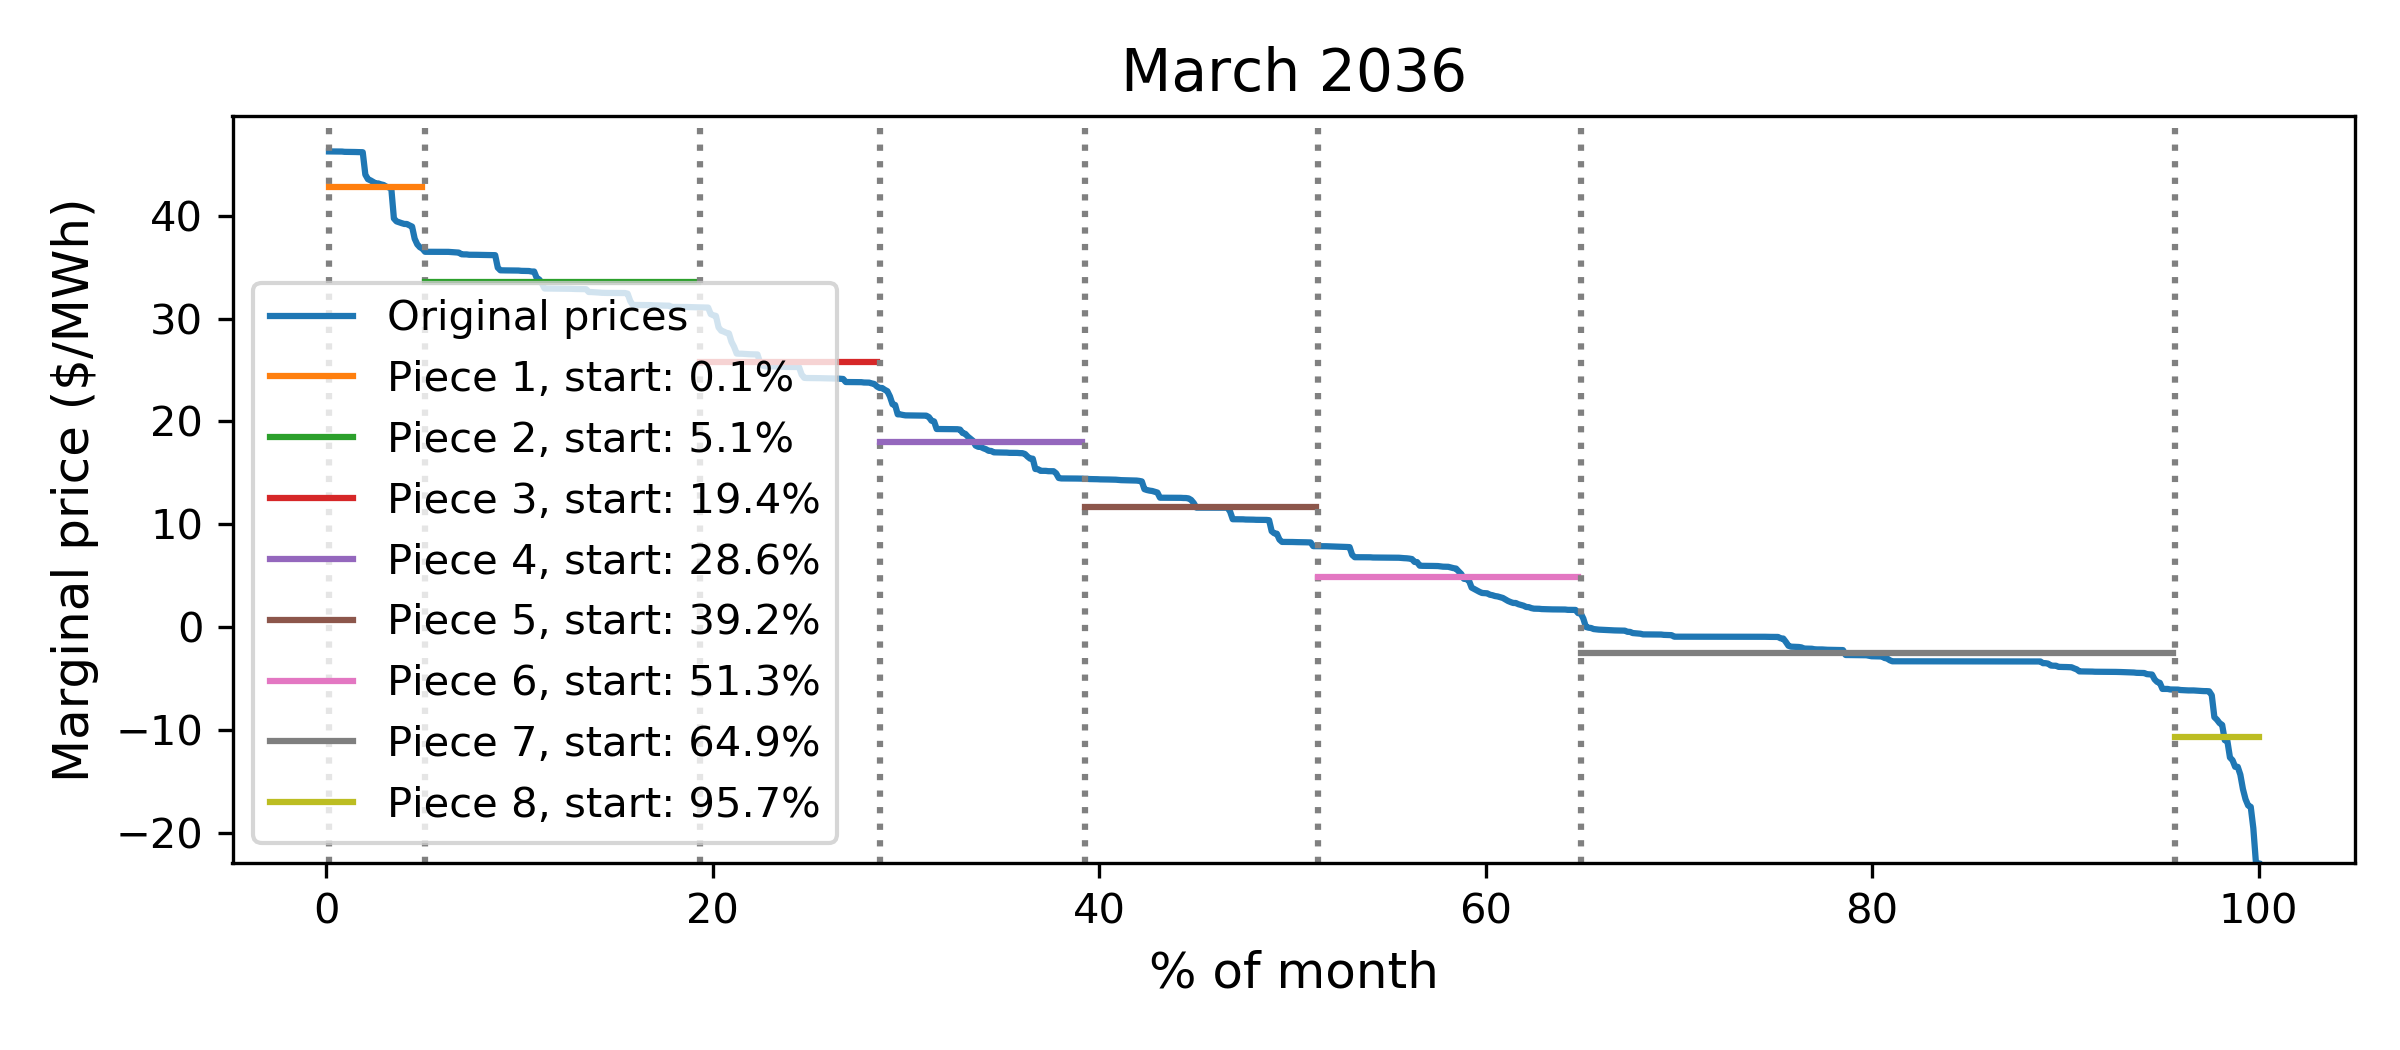 March 2036
Marginal price ($/MWh)
40
30
20
10
0
−10
−20
Original prices
Piece 1, start: 0.1%
Piece 2, start: 5.1%
Piece 3, start: 19.4%
Piece 4, start: 28.6%
Piece 5, start: 39.2%
Piece 6, start: 51.3%
Piece 7, start: 64.9%
Piece 8, start: 95.7%
0 20 40 60 80 100
% of month